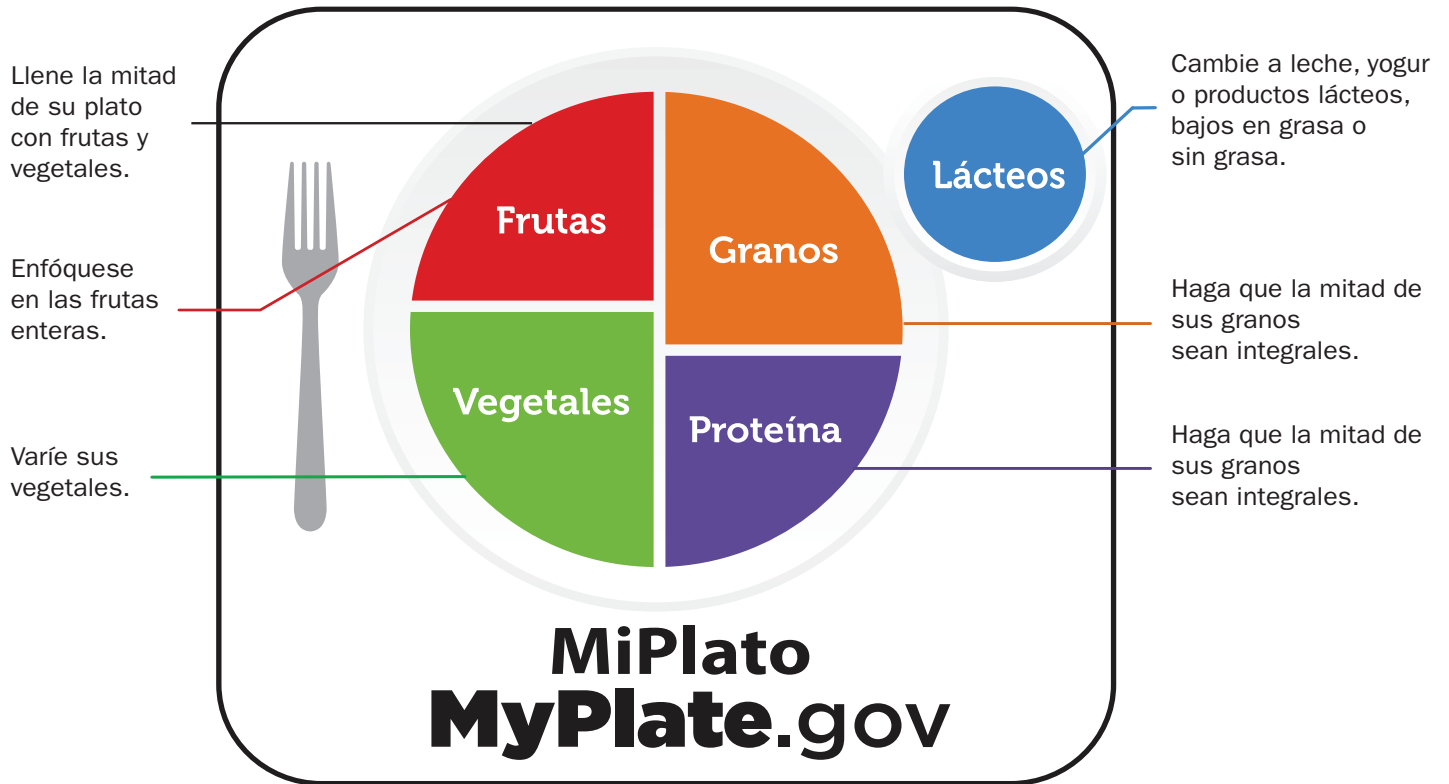 Llene la mitad
de su plato
con frutas y
vegetales.
Enfóquese
en las frutas
enteras.
Varíe sus
vegetales.
Frutas
Granos
Vegetales
Proteína
Lácteos
Cambie a leche, yogur
o productos lácteos,
bajos en grasa o
sin grasa.
Haga que la mitad de
sus granos
sean integrales.
Haga que la mitad de
sus granos
sean integrales.
MiPlato
MyPlate.gov